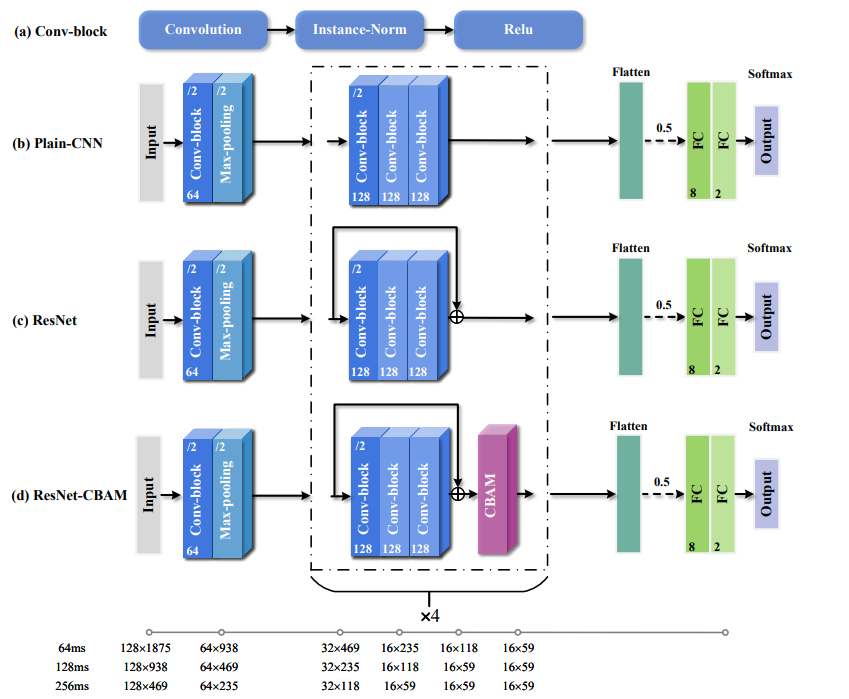 (a) Conv-block Convolution Instance-Norm Relu
Flatten Softmax
(b) Plain-CNN Input /2 Conv-block 64 /2 Max-pooling /2 Conv-block 128 Conv-block 128 Conv-block 128 0.5 FC 8 FC 2 Output
Flatten Softmax
(c) ResNet Input /2 Conv-block 64 /2 Max-pooling /2 Conv-block 128 Conv-block 128 Conv-block 128 0.5 FC 8 FC 2 Output
Flatten Softmax
(d) ResNet-CBAM Input /2 Conv-block 64 /2 Max-pooling /2 Conv-block 128 Conv-block 128 Conv-block 128 CBAM 0.5 FC 8 FC 2 Output
×4
64ms 128×1875 64×938 32×469 16×235 16×118 16×59
128ms 128×938 64×469 32×235 16×118 16×59 16×59
256ms 128×469 64×235 32×118 16×59 16×59 16×59